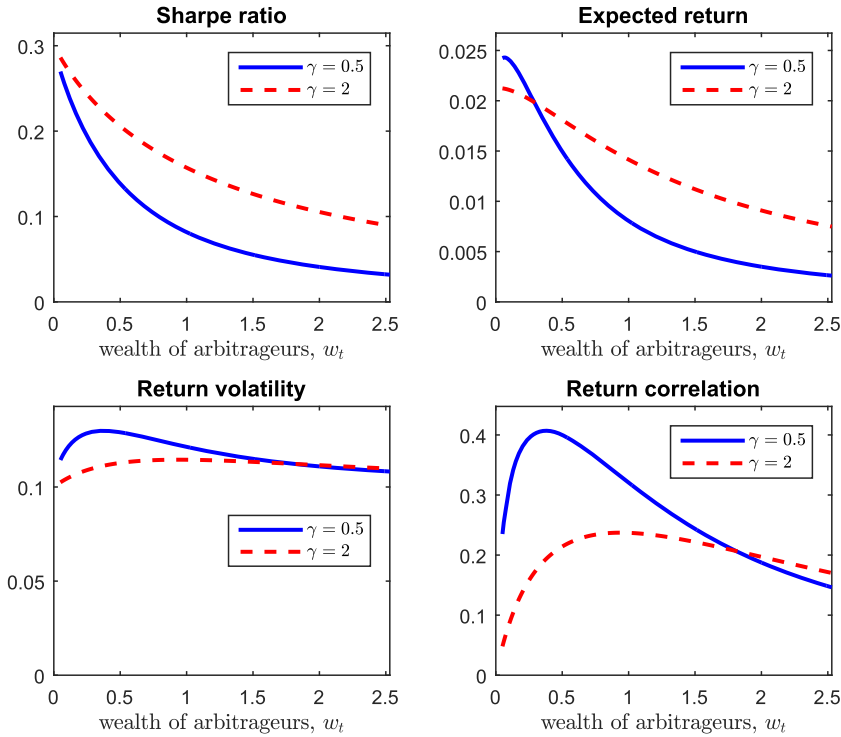 Sharpe ratio
0.3
0.2
0.1
0
γ = 0.5
γ = 2
0 0.5 1 1.5 2 2.5
wealth of arbitrageurs, w_t
Expected return
0.025
0.02
0.015
0.01
0.005
0
γ = 0.5
γ = 2
0 0.5 1 1.5 2 2.5
wealth of arbitrageurs, w_t
Return volatility
0.1
0.05
0
γ = 0.5
γ = 2
0 0.5 1 1.5 2 2.5
wealth of arbitrageurs, w_t
Return correlation
0.4
0.3
0.2
0.1
0
γ = 0.5
γ = 2
0 0.5 1 1.5 2 2.5
wealth of arbitrageurs, w_t